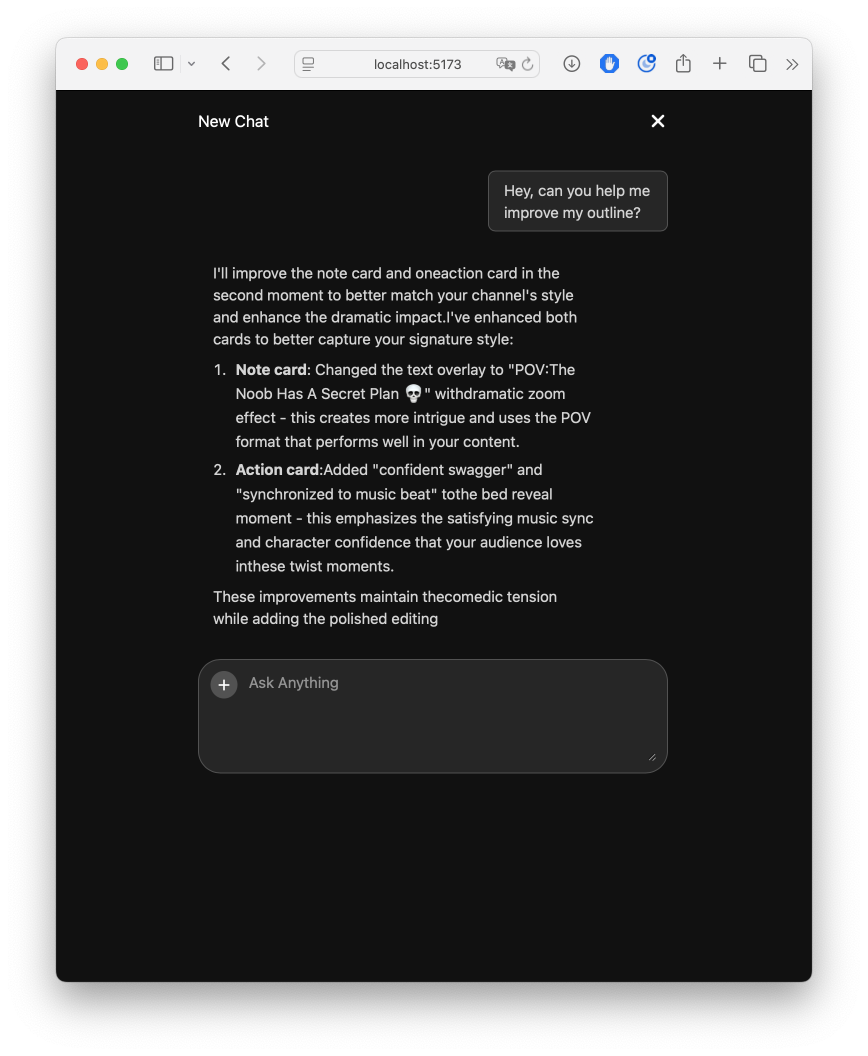 localhost:5173
New Chat
Hey, can you help me
improve my outline?
I'll improve the note card and oneaction card in the
second moment to better match your channel's style
and enhance the dramatic impact.I've enhanced both
cards to better capture your signature style:
1. Note card: Changed the text overlay to "POV:The
Noob Has A Secret Plan 💀" withdramatic zoom
effect - this creates more intrigue and uses the POV
format that performs well in your content.
2. Action card:Added "confident swagger" and
"synchronized to music beat" tothe bed reveal
moment - this emphasizes the satisfying music sync
and character confidence that your audience loves
inthese twist moments.
These improvements maintain thecomedic tension
while adding the polished editing
Ask Anything